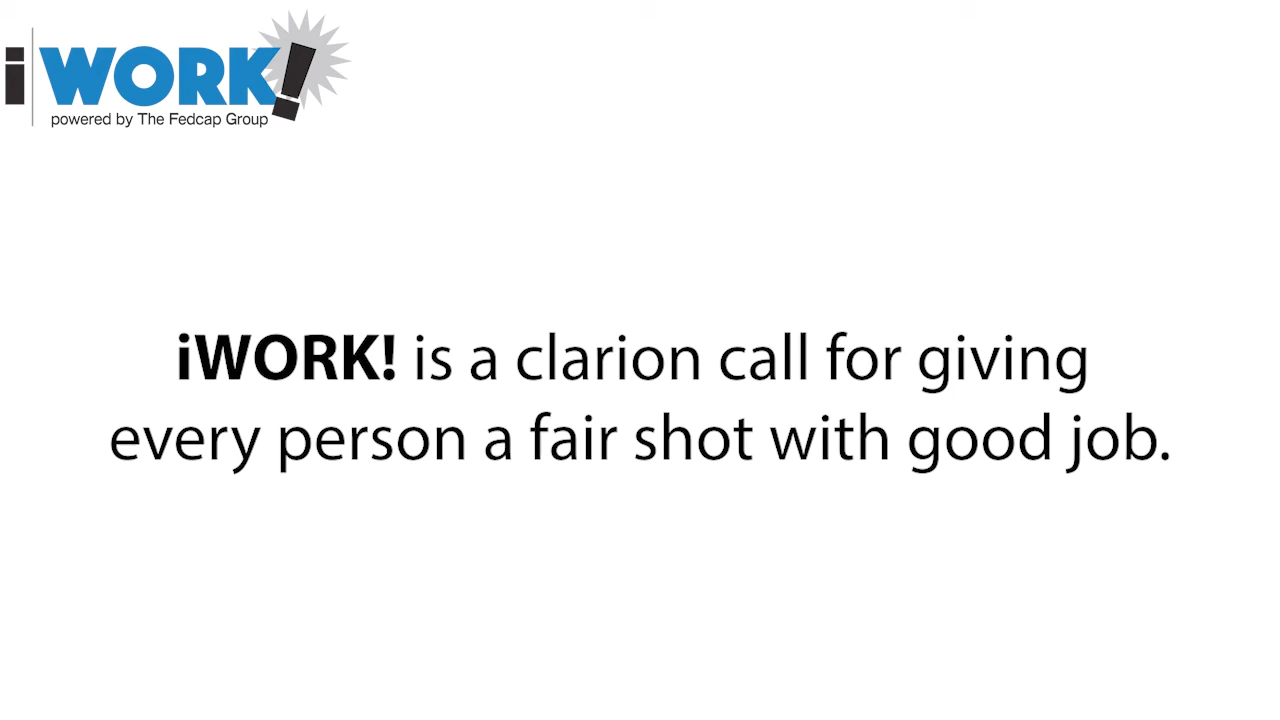 iWORK!
powered by The Fedcap Group
iWORK! is a clarion call for giving
every person a fair shot with good job.